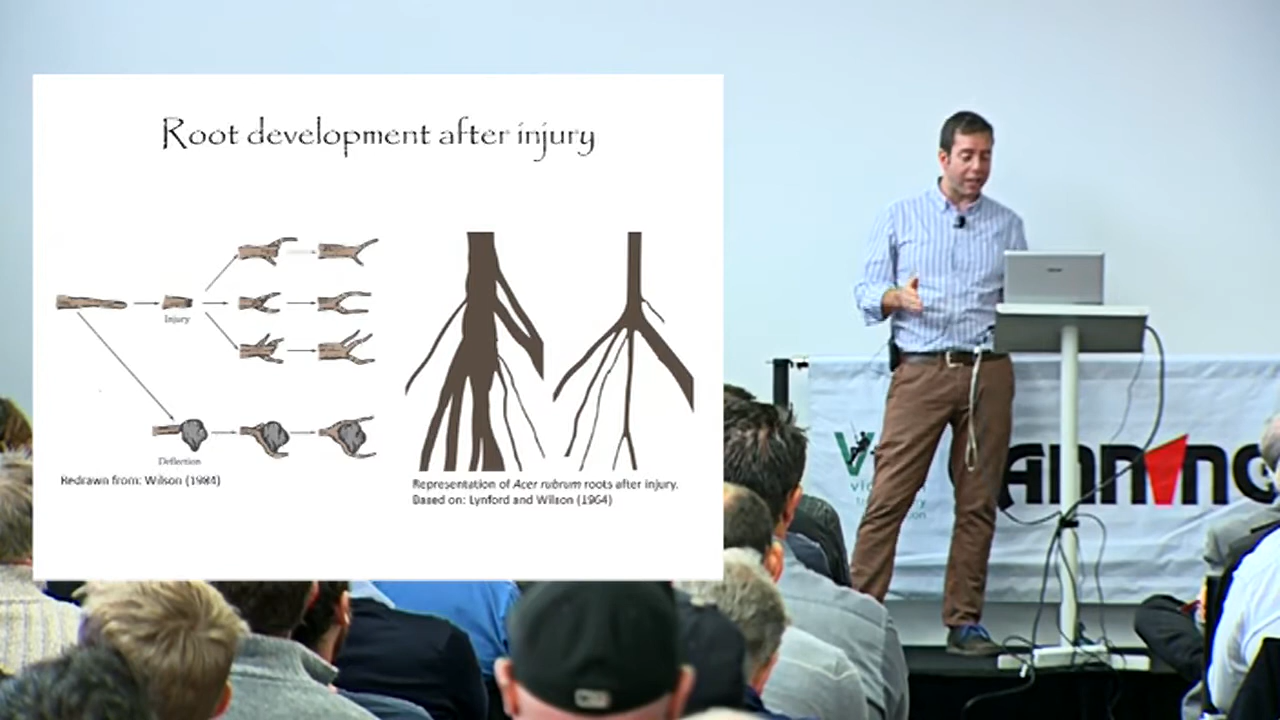 Root development after injury
Injury
Deflection
Redrawn from: Wilson (1984)
Representation of Acer rubrum roots after injury.
Based on: Lynford and Wilson (1964)
ANNING